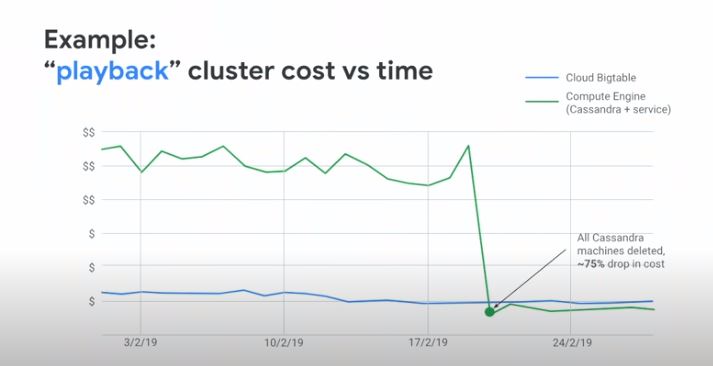 Example:
“playback” cluster cost vs time
Cloud Bigtable
Compute Engine
(Cassandra + service)
$$
$$
$$
$
$
$
All Cassandra
machines deleted,
~75% drop in cost
3/2/19
10/2/19
17/2/19
24/2/19